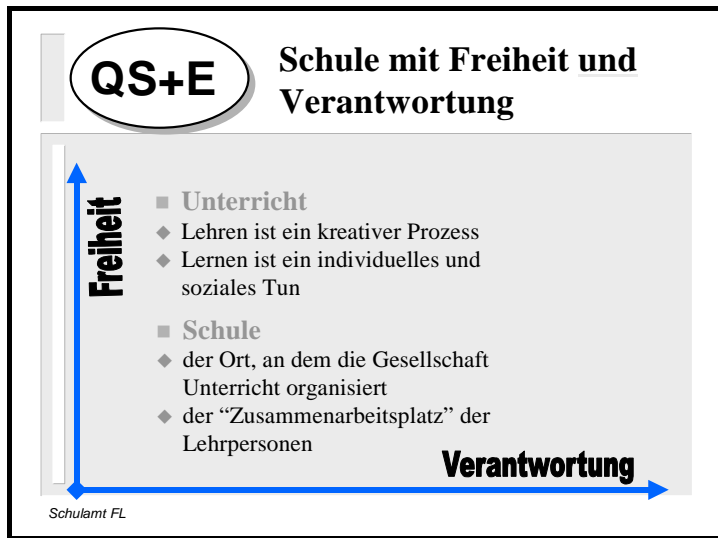 QS+E
Schule mit Freiheit und
Verantwortung
Freiheit
■ Unterricht
◆ Lehren ist ein kreativer Prozess
◆ Lernen ist ein individuelles und
soziales Tun
■ Schule
◆ der Ort, an dem die Gesellschaft
Unterricht organisiert
◆ der “Zusammenarbeitsplatz” der
Lehrpersonen
Verantwortung
Schulamt FL